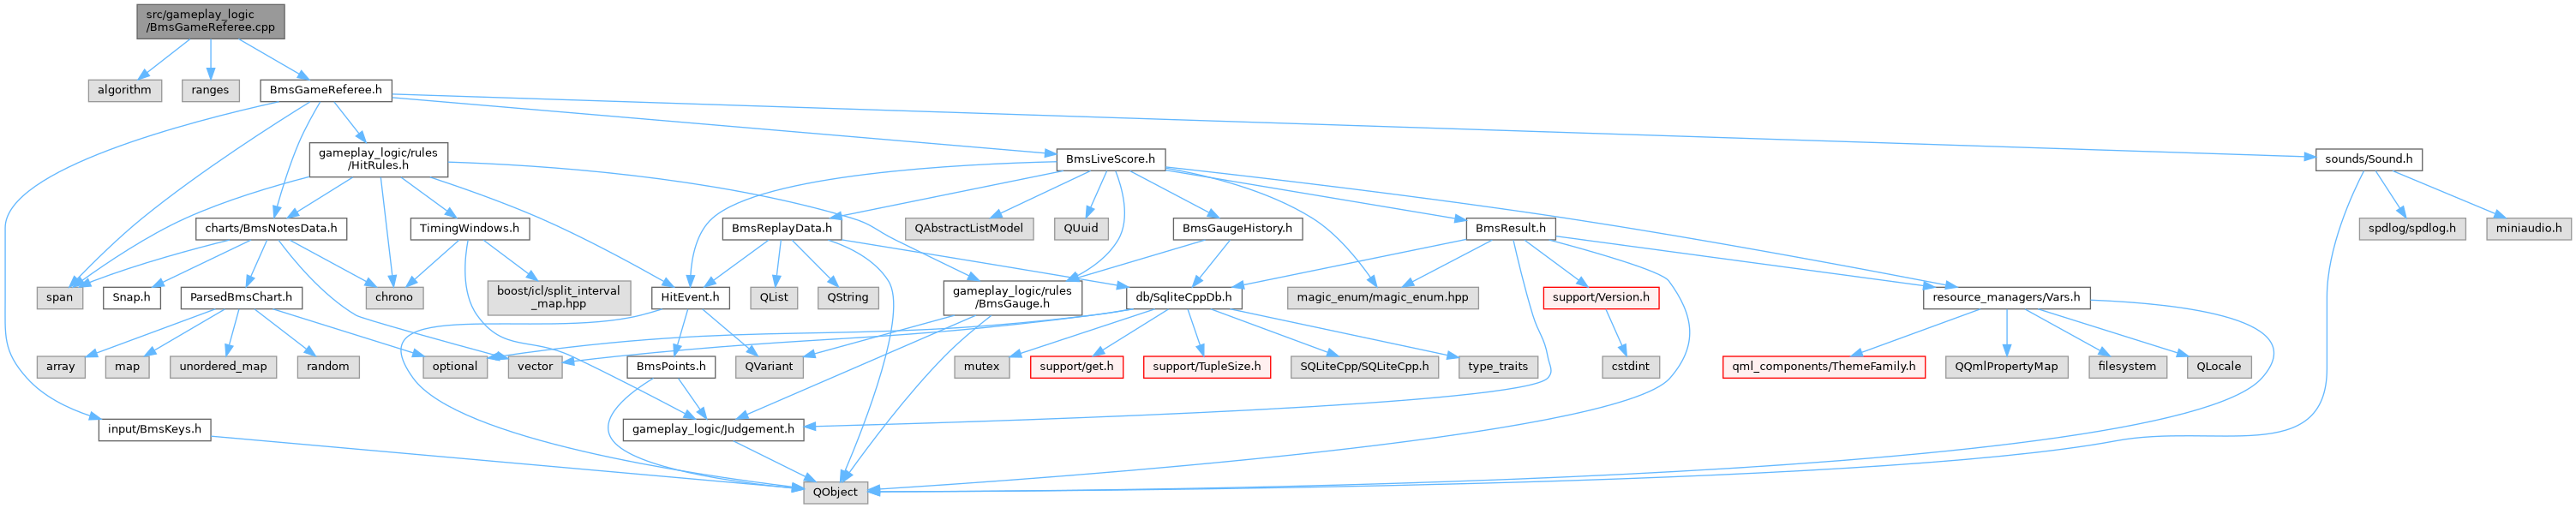 src/gameplay_logic
/BmsGameReferee.cpp
algorithm
ranges
BmsGameReferee.h
gameplay_logic/rules
/HitRules.h
BmsLiveScore.h
sounds/Sound.h
charts/BmsNotesData.h
TimingWindows.h
BmsReplayData.h
QAbstractListModel
QUuid
BmsGaugeHistory.h
BmsResult.h
spdlog/spdlog.h
miniaudio.h
span
Snap.h
ParsedBmsChart.h
chrono
boost/icl/split_interval
_map.hpp
HitEvent.h
QList
QString
gameplay_logic/rules
/BmsGauge.h
db/SqliteCppDb.h
magic_enum/magic_enum.hpp
support/Version.h
resource_managers/Vars.h
array
map
unordered_map
random
optional
vector
BmsPoints.h
QVariant
mutex
support/get.h
support/TupleSize.h
SQLiteCpp/SQLiteCpp.h
type_traits
cstdint
qml_components/ThemeFamily.h
QQmlPropertyMap
filesystem
QLocale
input/BmsKeys.h
gameplay_logic/Judgement.h
QObject